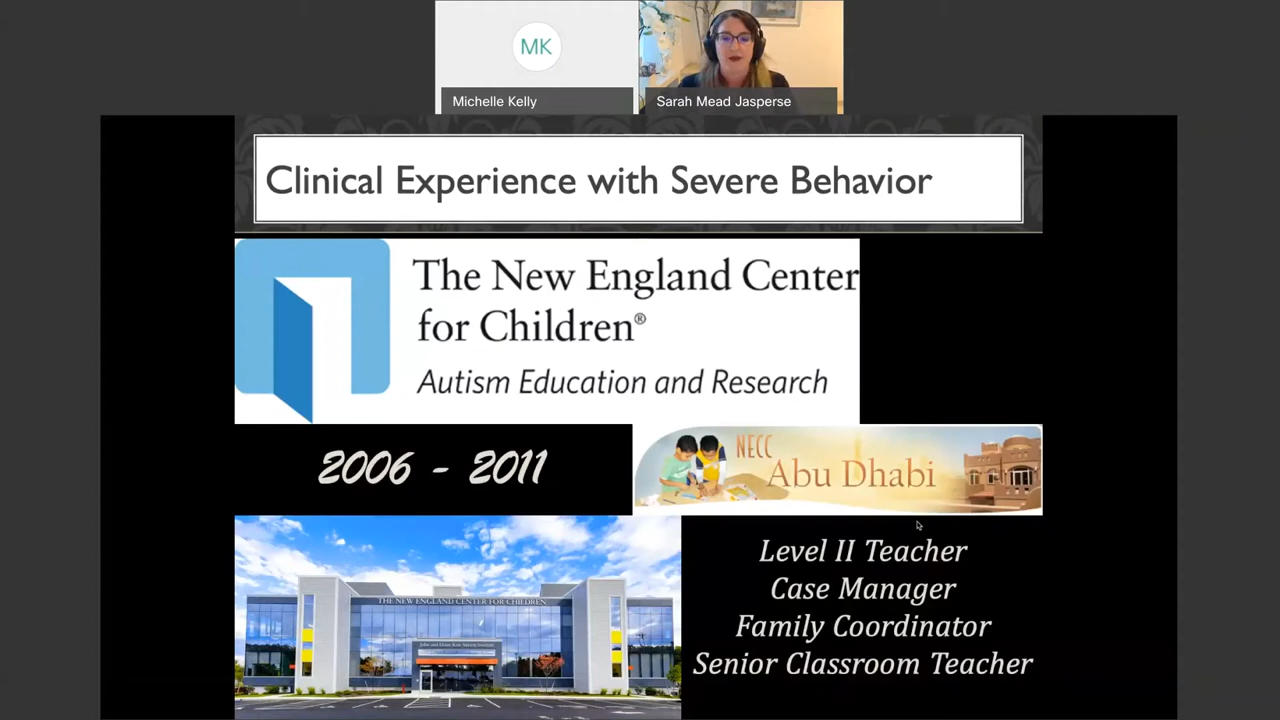 MK
Michelle Kelly
Sarah Mead Jasperse
Clinical Experience with Severe Behavior
The New England Center
for Children®
Autism Education and Research
2006 - 2011
NECC
Abu Dhabi
THE NEW ENGLAND CENTER FOR CHILDREN
Level II Teacher
Case Manager
Family Coordinator
Senior Classroom Teacher